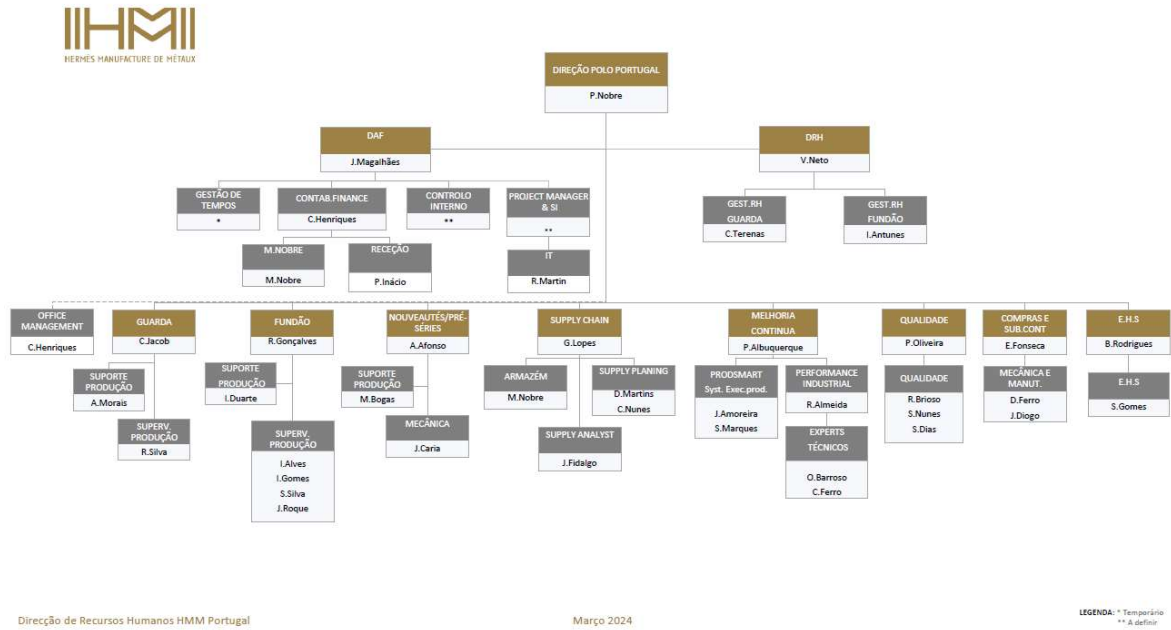 HMM
HERMÈS MANUFACTURE DE MÉTAUX
DIREÇÃO POLO PORTUGAL
P.Nobre
DAF
J.Magalhães
DRH
V.Neto
GESTÃO DE
TEMPOS
*
CONTAB.FINANCE
C.Henriques
CONTROLO
INTERNO
**
PROJECT MANAGER
& SI
**
GEST.RH
GUARDA
C.Terenas
GEST.RH
FUNDÃO
I.Antunes
M.NOBRE
M.Nobre
RECEÇÃO
P.Inácio
IT
R.Martin
OFFICE
MANAGEMENT
C.Henriques
GUARDA
C.Jacob
FUNDÃO
R.Gonçalves
NOUVEAUTÉS/PRÉ-
SÉRIES
A.Afonso
SUPPLY CHAIN
G.Lopes
MELHORIA
CONTINUA
P.Albuquerque
QUALIDADE
P.Oliveira
COMPRAS E
SUB.CONT
E.Fonseca
E.H.S
B.Rodrigues
SUPORTE
PRODUÇÃO
A.Morais
SUPERV.
PRODUÇÃO
R.Silva
SUPORTE
PRODUÇÃO
I.Duarte
SUPERV.
PRODUÇÃO
I.Alves
I.Gomes
S.Silva
J.Roque
SUPORTE
PRODUÇÃO
M.Bogas
MECÂNICA
J.Caria
ARMAZÉM
M.Nobre
SUPPLY PLANING
D.Martins
C.Nunes
SUPPLY ANALYST
J.Fidalgo
PRODSMART
Syst. Exec.prod.
J.Amoreira
S.Marques
PERFORMANCE
INDUSTRIAL
R.Almeida
EXPERTS
TÉCNICOS
O.Barroso
C.Ferro
QUALIDADE
R.Brioso
S.Nunes
S.Dias
MECÂNICA E
MANUT.
D.Ferro
J.Diogo
E.H.S
S.Gomes
Direcção de Recursos Humanos HMM Portugal
Março 2024
LEGENDA: * Temporário
** A definir